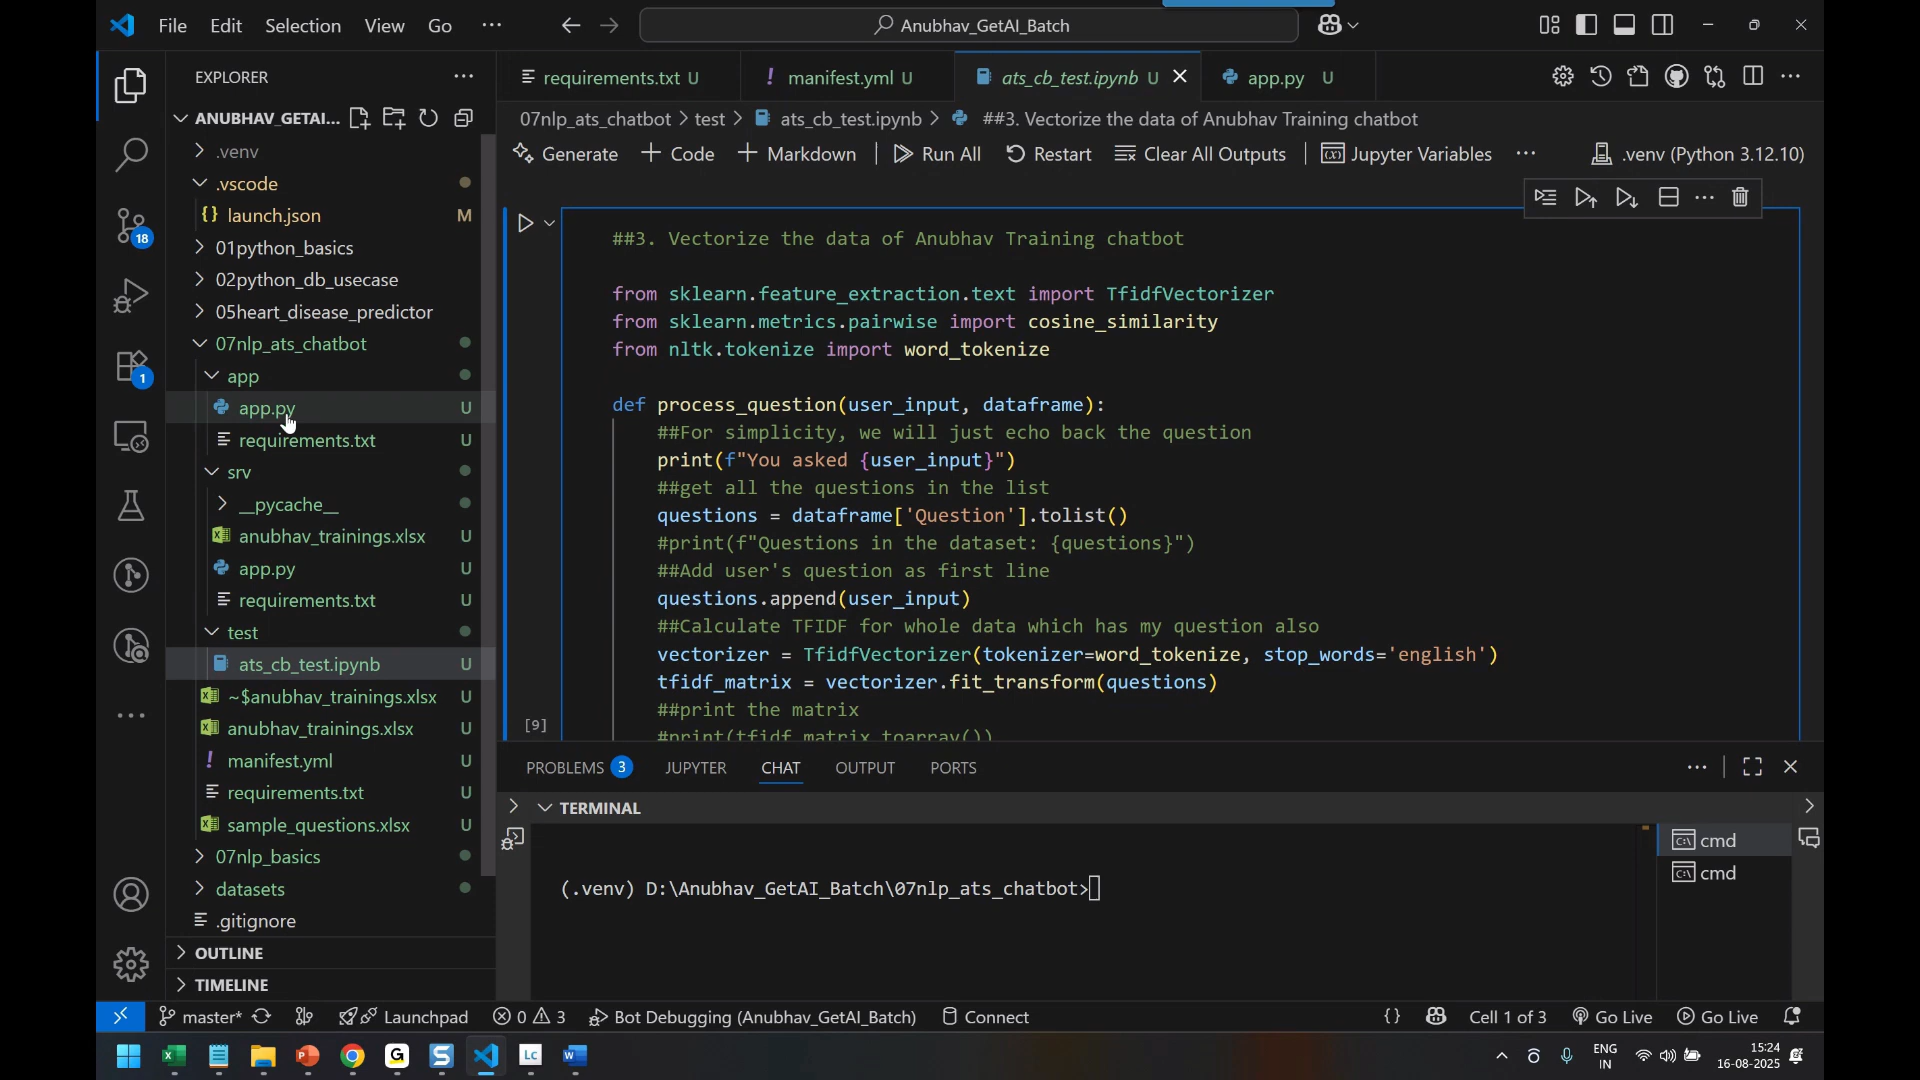 File Edit Selection View Go ··· Anubhav_GetAI_Batch
EXPLORER
ANUBHAV_GETAI...
.venv
.vscode
{} launch.json M
01python_basics
02python_db_usecase
05heart_disease_predictor
07nlp_ats_chatbot
app
app.py U
requirements.txt U
srv
__pycache__
anubhav_trainings.xlsx U
app.py U
requirements.txt U
test
ats_cb_test.ipynb U
~$anubhav_trainings.xlsx U
anubhav_trainings.xlsx U
! manifest.yml U
requirements.txt U
sample_questions.xlsx U
07nlp_basics
datasets
.gitignore
OUTLINE
TIMELINE
requirements.txt U ! manifest.yml U ats_cb_test.ipynb U app.py U
07nlp_ats_chatbot > test > ats_cb_test.ipynb > ##3. Vectorize the data of Anubhav Training chatbot
Generate + Code + Markdown Run All Restart Clear All Outputs Jupyter Variables ··· .venv (Python 3.12.10)
##3. Vectorize the data of Anubhav Training chatbot
from sklearn.feature_extraction.text import TfidfVectorizer
from sklearn.metrics.pairwise import cosine_similarity
from nltk.tokenize import word_tokenize
def process_question(user_input, dataframe):
##For simplicity, we will just echo back the question
print(f"You asked {user_input}")
##get all the questions in the list
questions = dataframe['Question'].tolist()
#print(f"Questions in the dataset: {questions}")
##Add user's question as first line
questions.append(user_input)
##Calculate TFIDF for whole data which has my question also
vectorizer = TfidfVectorizer(tokenizer=word_tokenize, stop_words='english')
tfidf_matrix = vectorizer.fit_transform(questions)
##print the matrix
#print(tfidf_matrix.toarray())
[9]
PROBLEMS 3 JUPYTER CHAT OUTPUT PORTS
TERMINAL
(.venv) D:\Anubhav_GetAI_Batch\07nlp_ats_chatbot>
cmd
cmd
18
1
master* Launchpad 0 3 Bot Debugging (Anubhav_GetAI_Batch) Connect {} Cell 1 of 3 Go Live Go Live
G S Lc W ENG
IN
15:24
16-08-2025